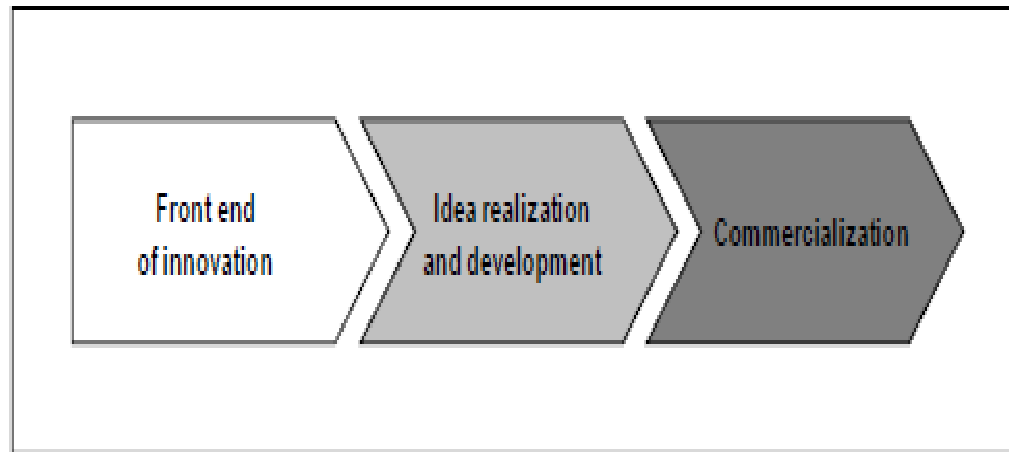 Front end
of innovation
Idea realization
and development
Commercialization